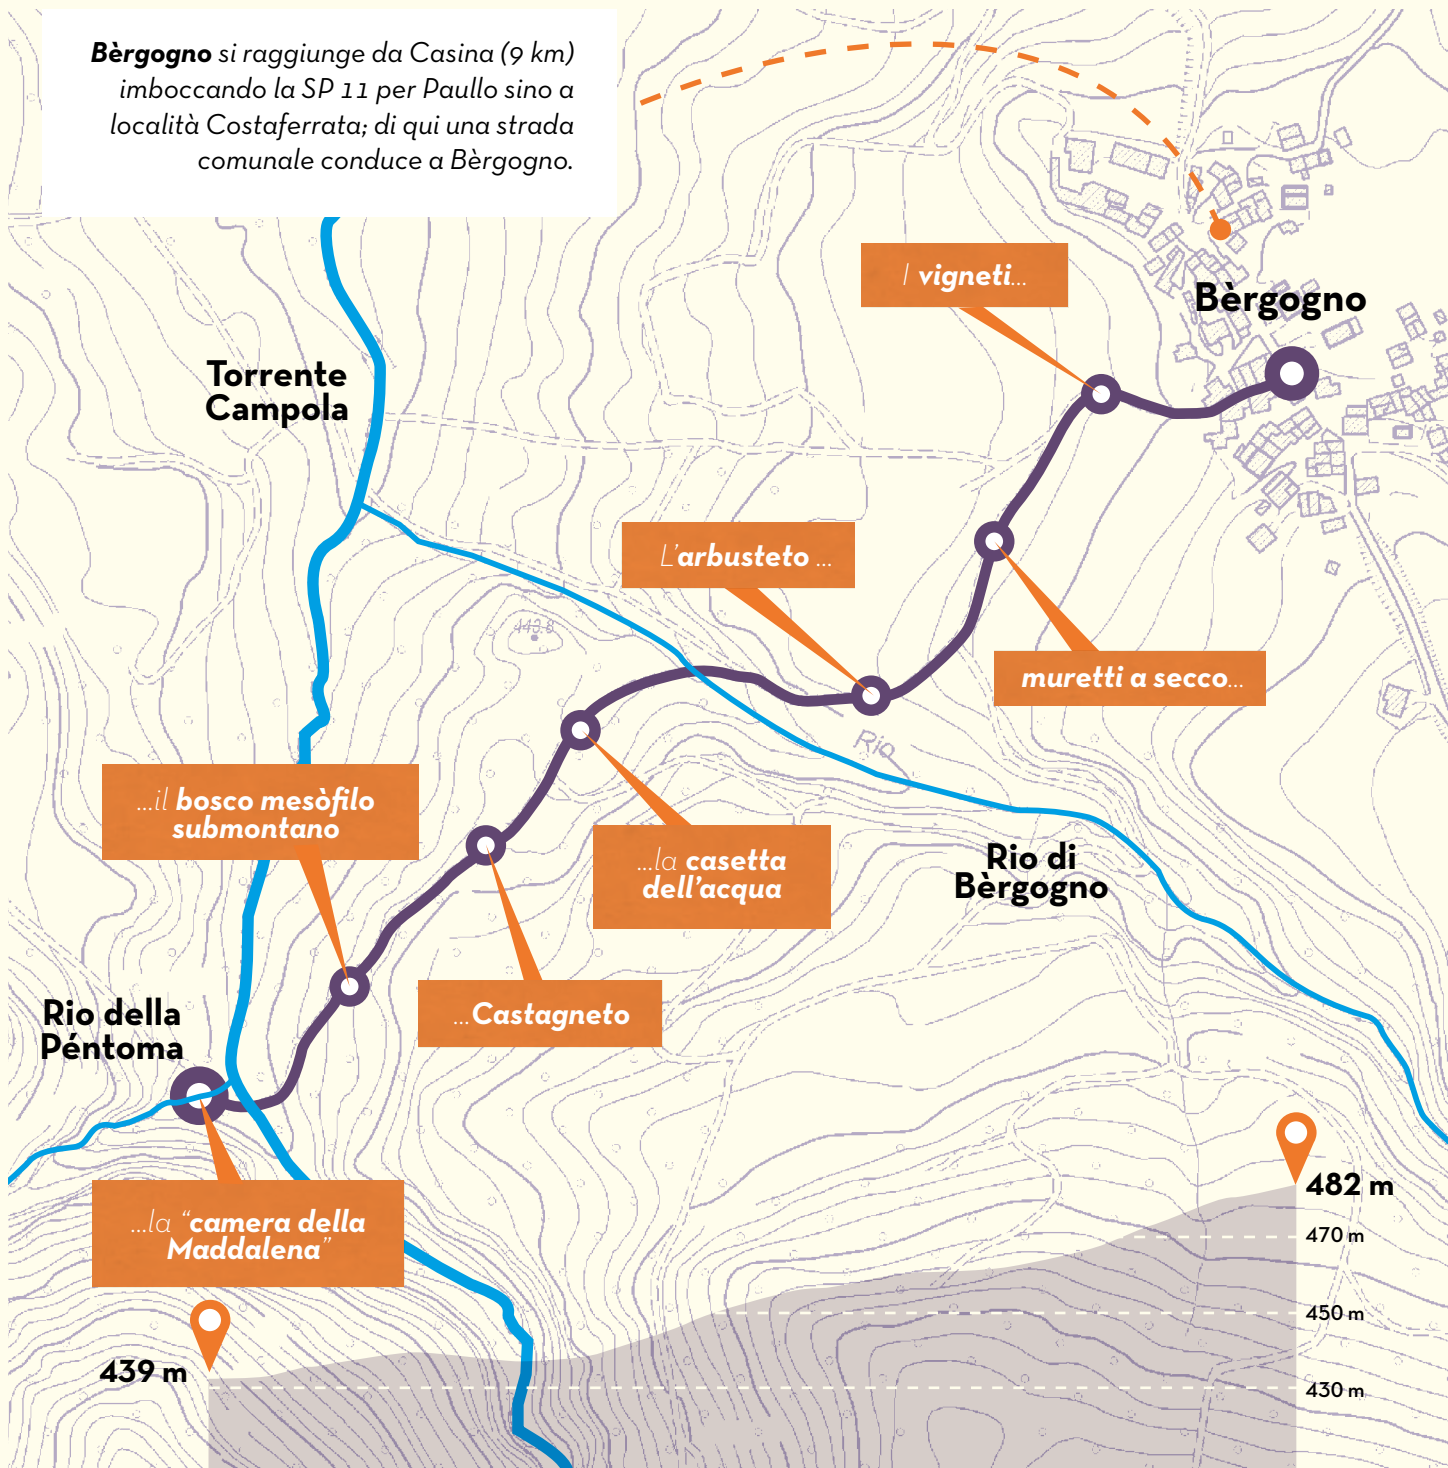 Bèrgogno si raggiunge da Casina (9 km)
imboccando la SP 11 per Paullo sino a
località Costaferrata; di qui una strada
comunale conduce a Bèrgogno.
I vigneti...
Bèrgogno
Torrente
Campola
L’arbusteto ...
443.8
muretti a secco...
Rio
...il bosco mesòfilo
submontano
...la casetta
dell’acqua
Rio di
Bèrgogno
...Castagneto
Rio della
Péntoma
...la “camera della
Maddalena”
482 m
470 m
450 m
439 m
430 m